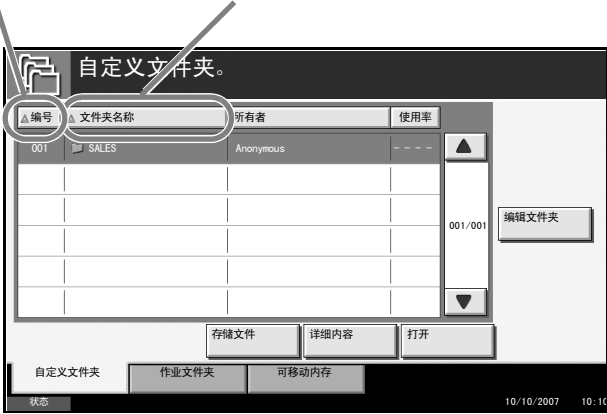 自定义文件夹。
编号 文件夹名称 所有者 使用率
001 SALES Anonymous - - - -
001/001
编辑文件夹
存储文件 详细内容 打开
自定义文件夹 作业文件夹 可移动内存
状态 10/10/2007 10:10